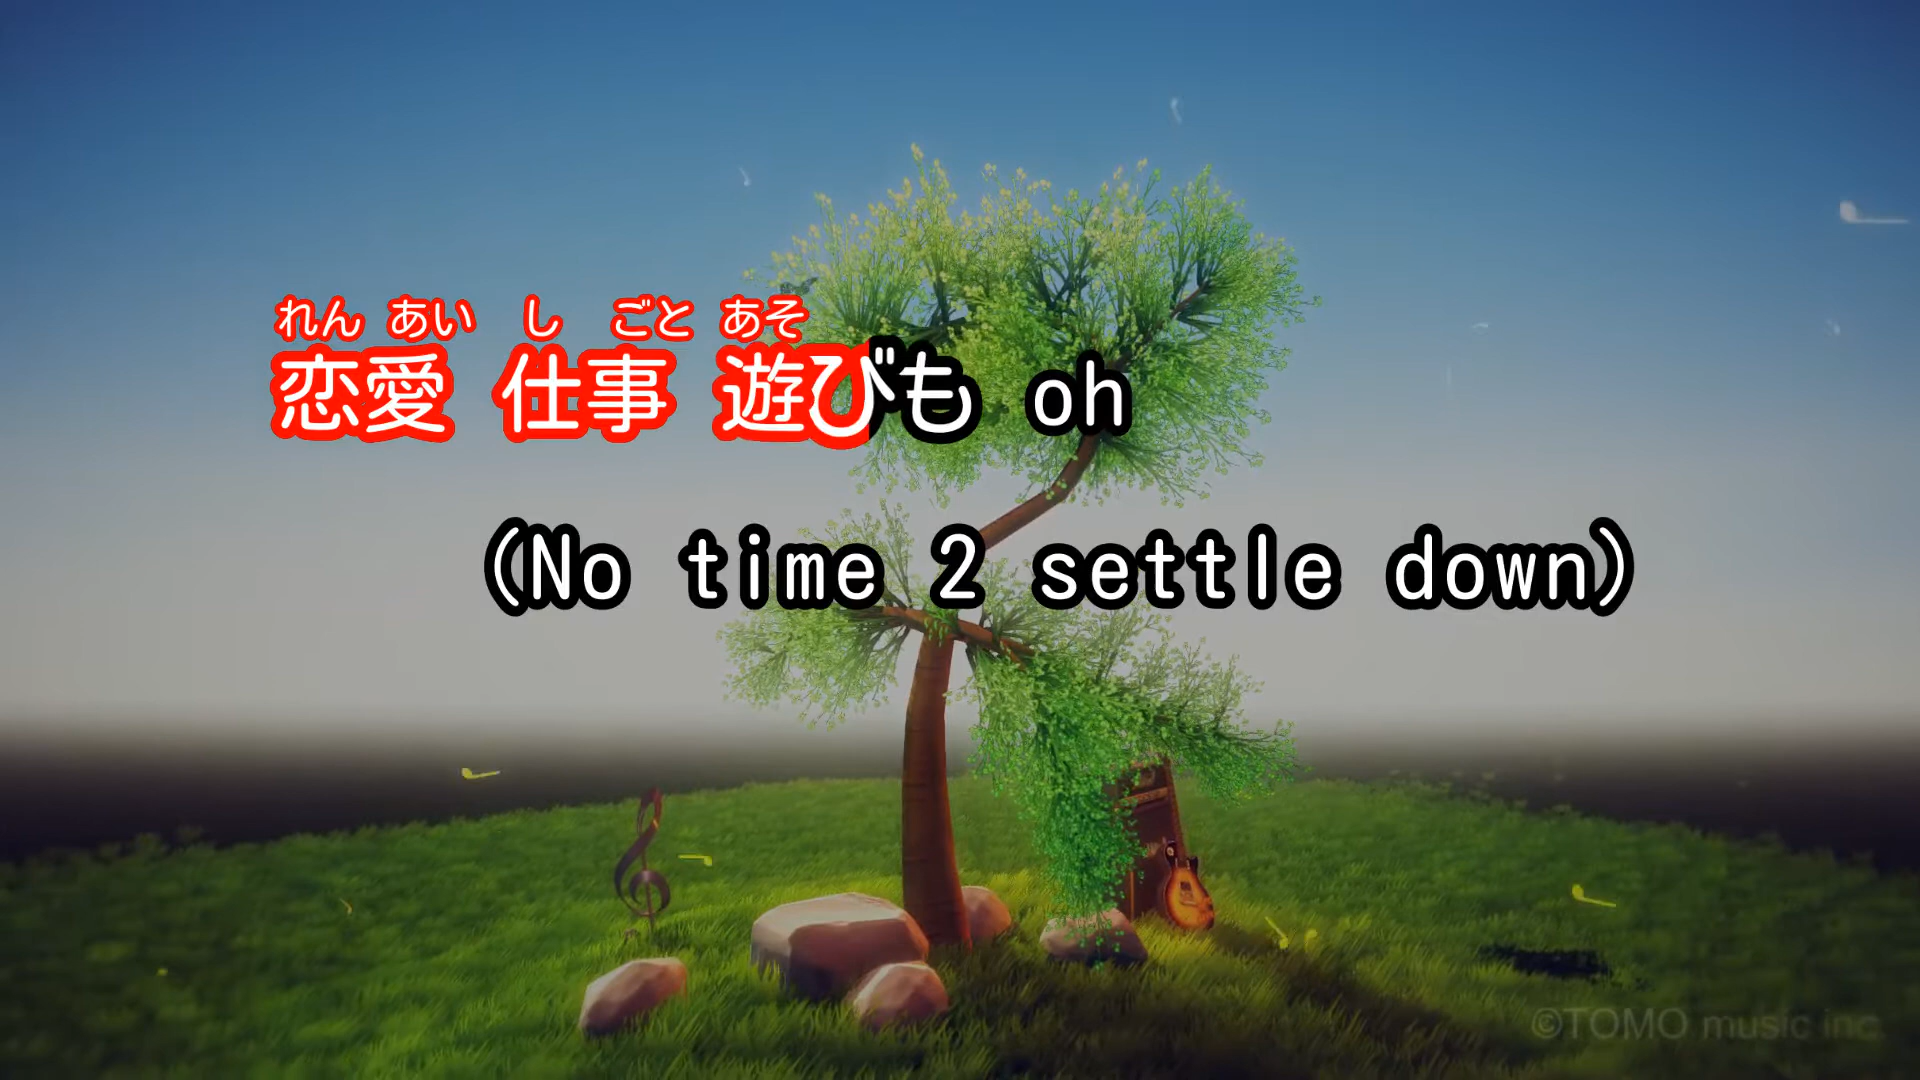 れん あい し ごと あそ
恋愛 仕事 遊びも oh
(No time 2 settle down)
©TOMO music inc